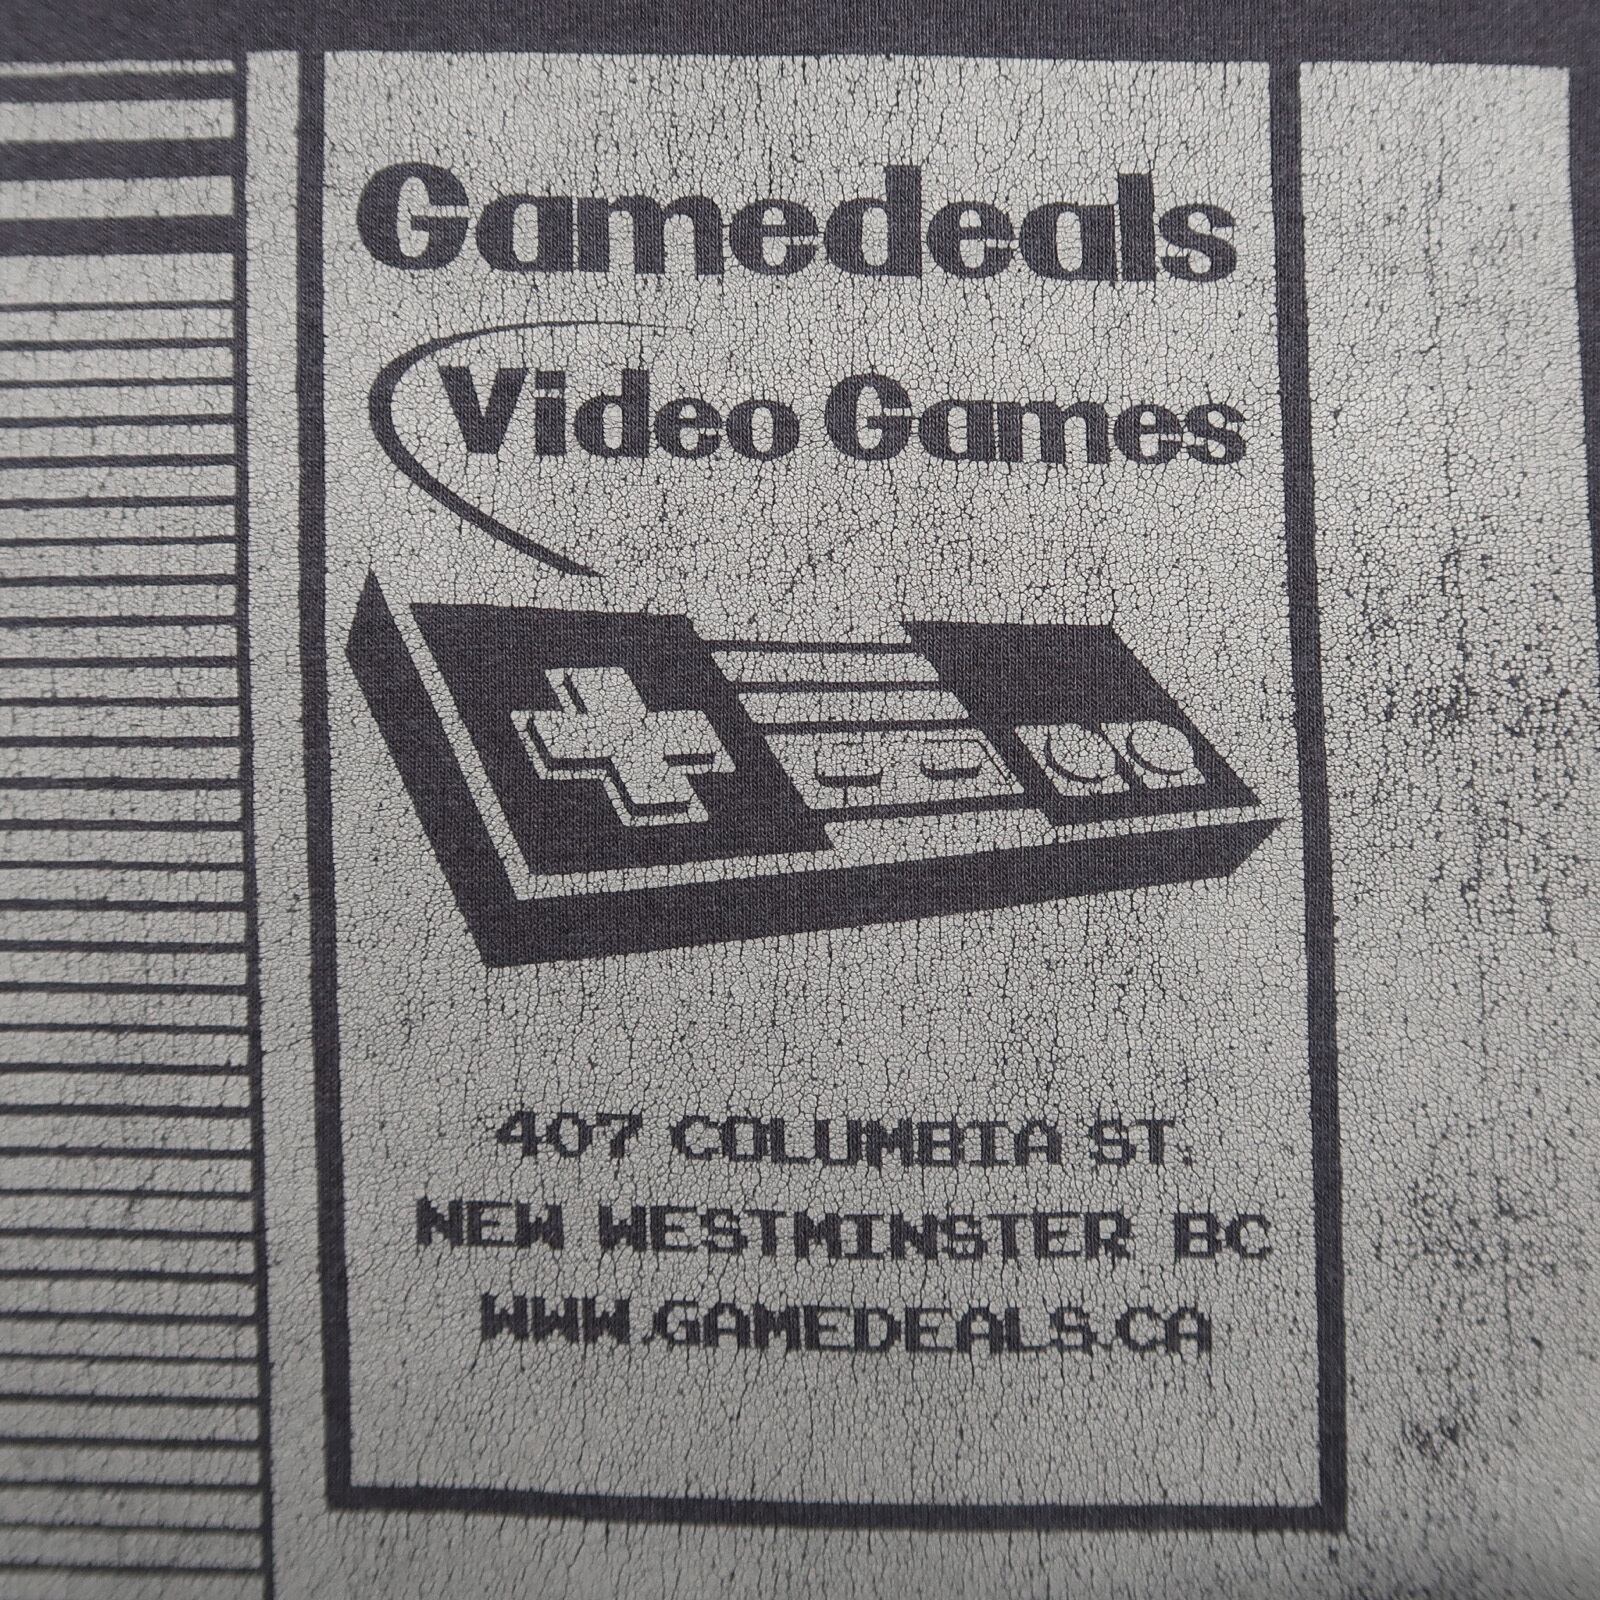 Gamedeals
Video Games
407 COLUMBIA ST.
NEW WESTMINSTER BC
WWW.GAMEDEALS.CA